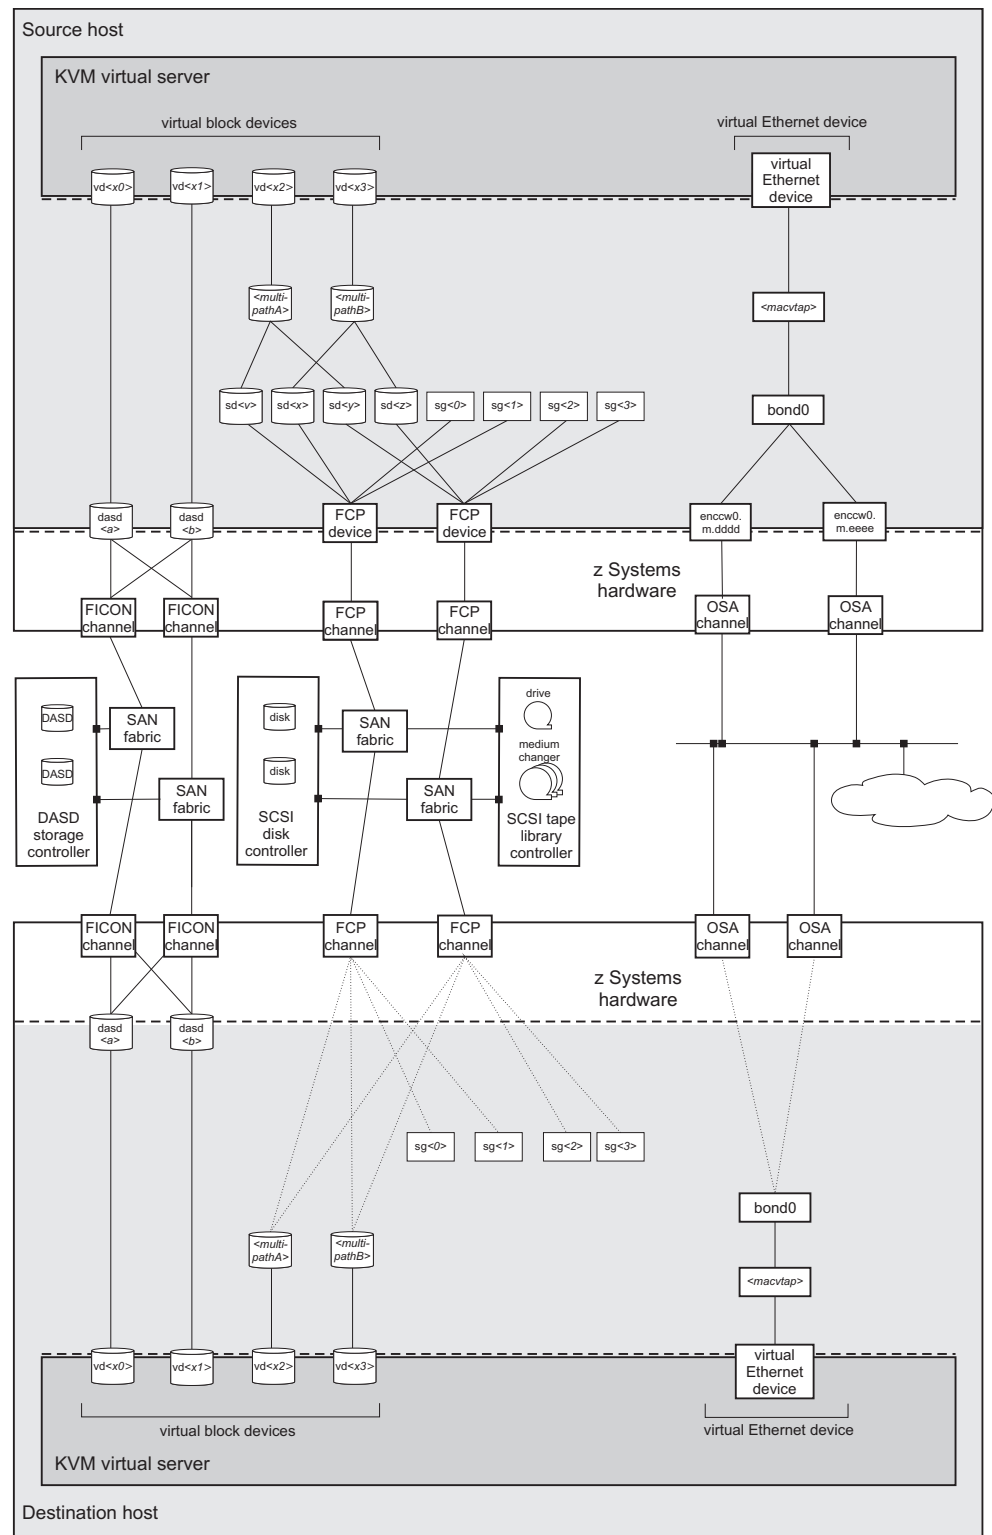 Source host
KVM virtual server
virtual block devices
virtual Ethernet device
vd<x0>
vd<x1>
vd<x2>
vd<x3>
virtual
Ethernet
device
<multi-
pathA>
<multi-
pathB>
<macvtap>
sd<v>
sd<x>
sd<y>
sd<z>
sg<0>
sg<1>
sg<2>
sg<3>
bond0
dasd
<a>
dasd
<b>
FCP
device
FCP
device
enccw0.
m.dddd
enccw0.
m.eeee
z Systems
hardware
FICON
channel
FICON
channel
FCP
channel
FCP
channel
OSA
channel
OSA
channel
DASD
DASD
DASD
storage
controller
SAN
fabric
SAN
fabric
disk
disk
SCSI
disk
controller
SAN
fabric
SAN
fabric
drive
medium
changer
SCSI tape
library
controller
FICON
channel
FICON
channel
FCP
channel
FCP
channel
OSA
channel
OSA
channel
z Systems
hardware
dasd
<a>
dasd
<b>
sg<0>
sg<1>
sg<2>
sg<3>
bond0
<multi-
pathA>
<multi-
pathB>
<macvtap>
vd<x0>
vd<x1>
vd<x2>
vd<x3>
virtual
Ethernet
device
virtual block devices
virtual Ethernet device
KVM virtual server
Destination host